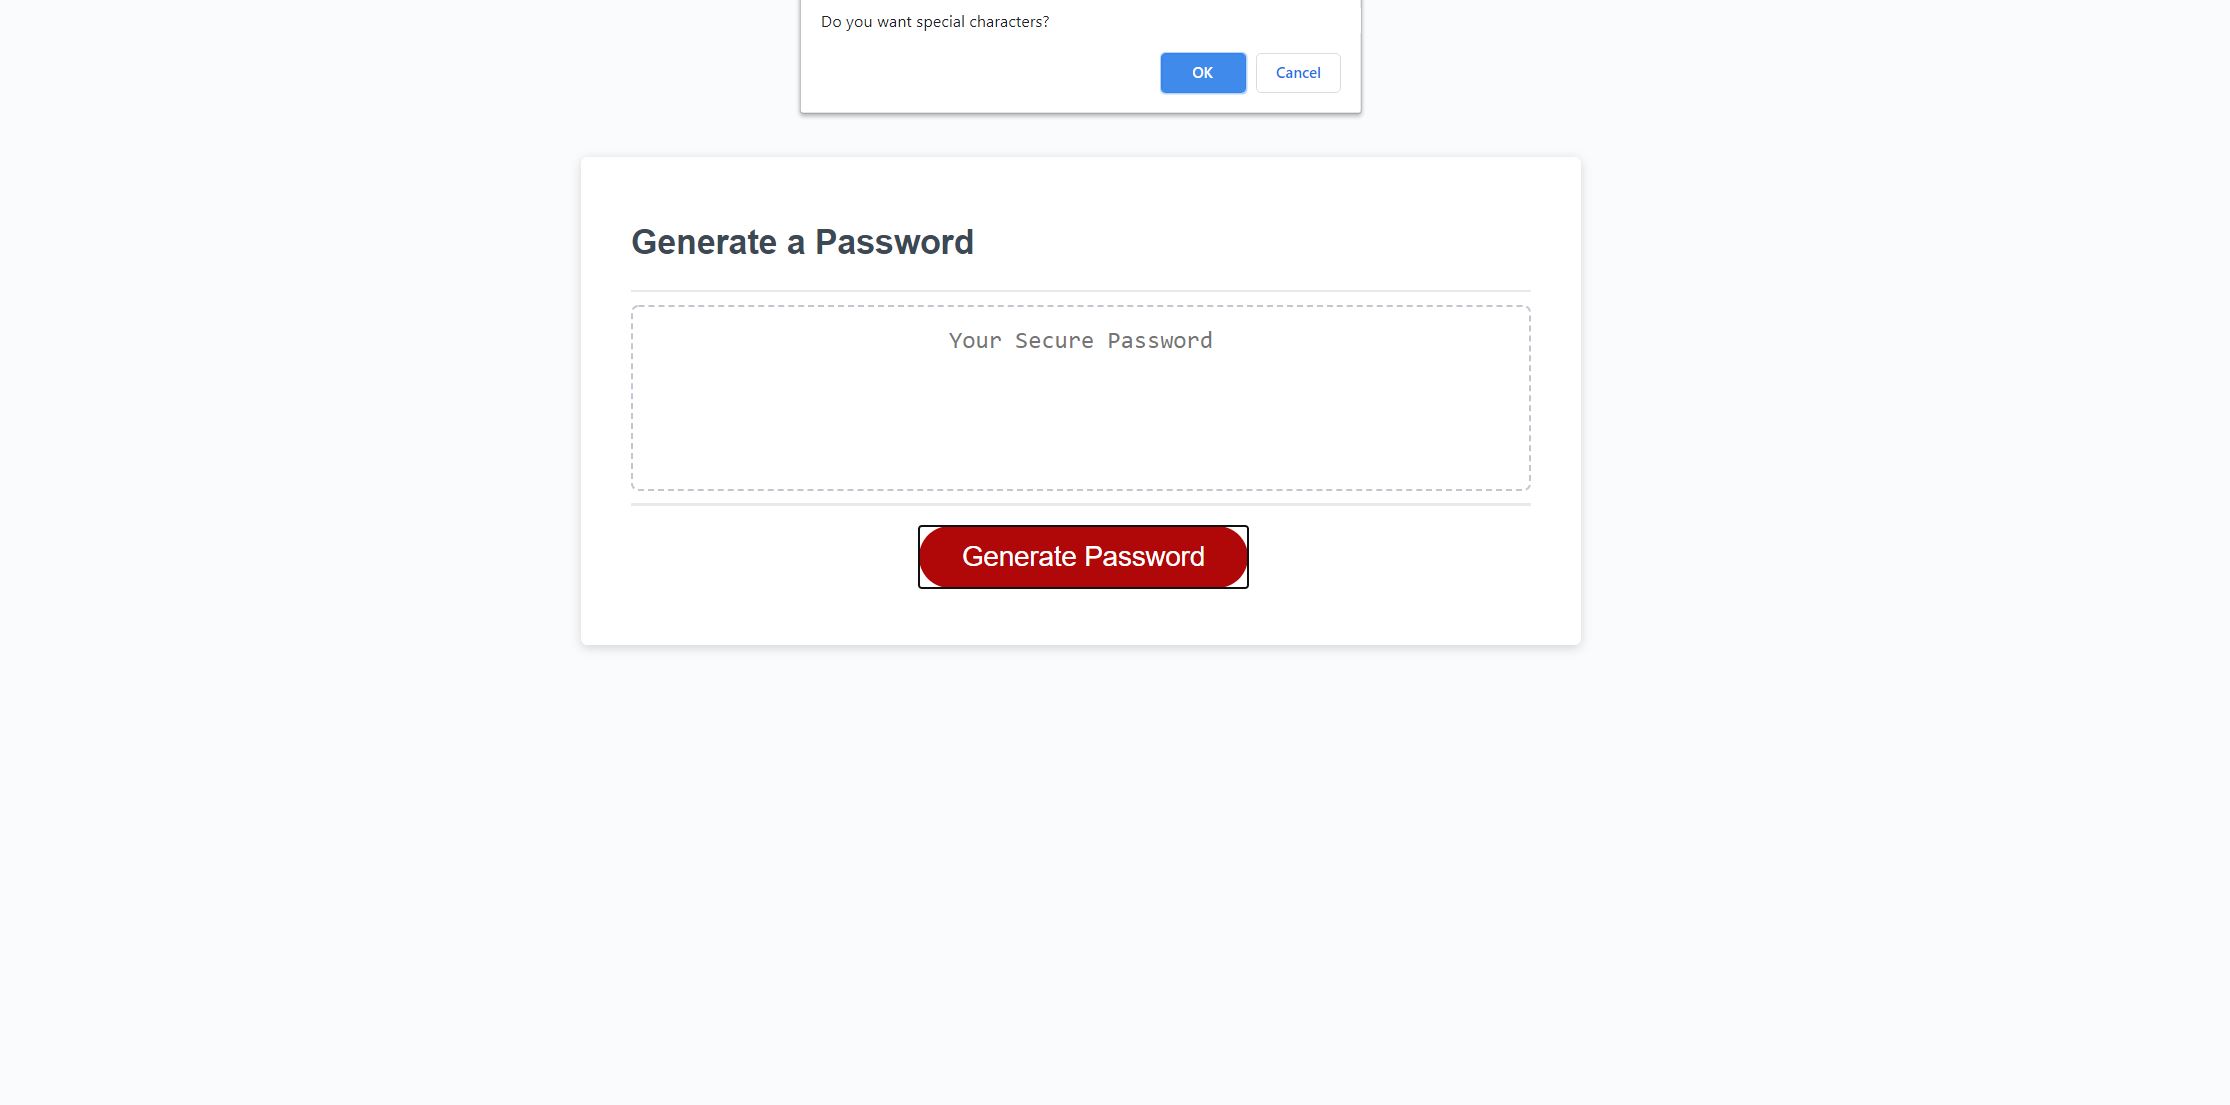 Do you want special characters?
OK
Cancel
Generate a Password
Your Secure Password
Generate Password